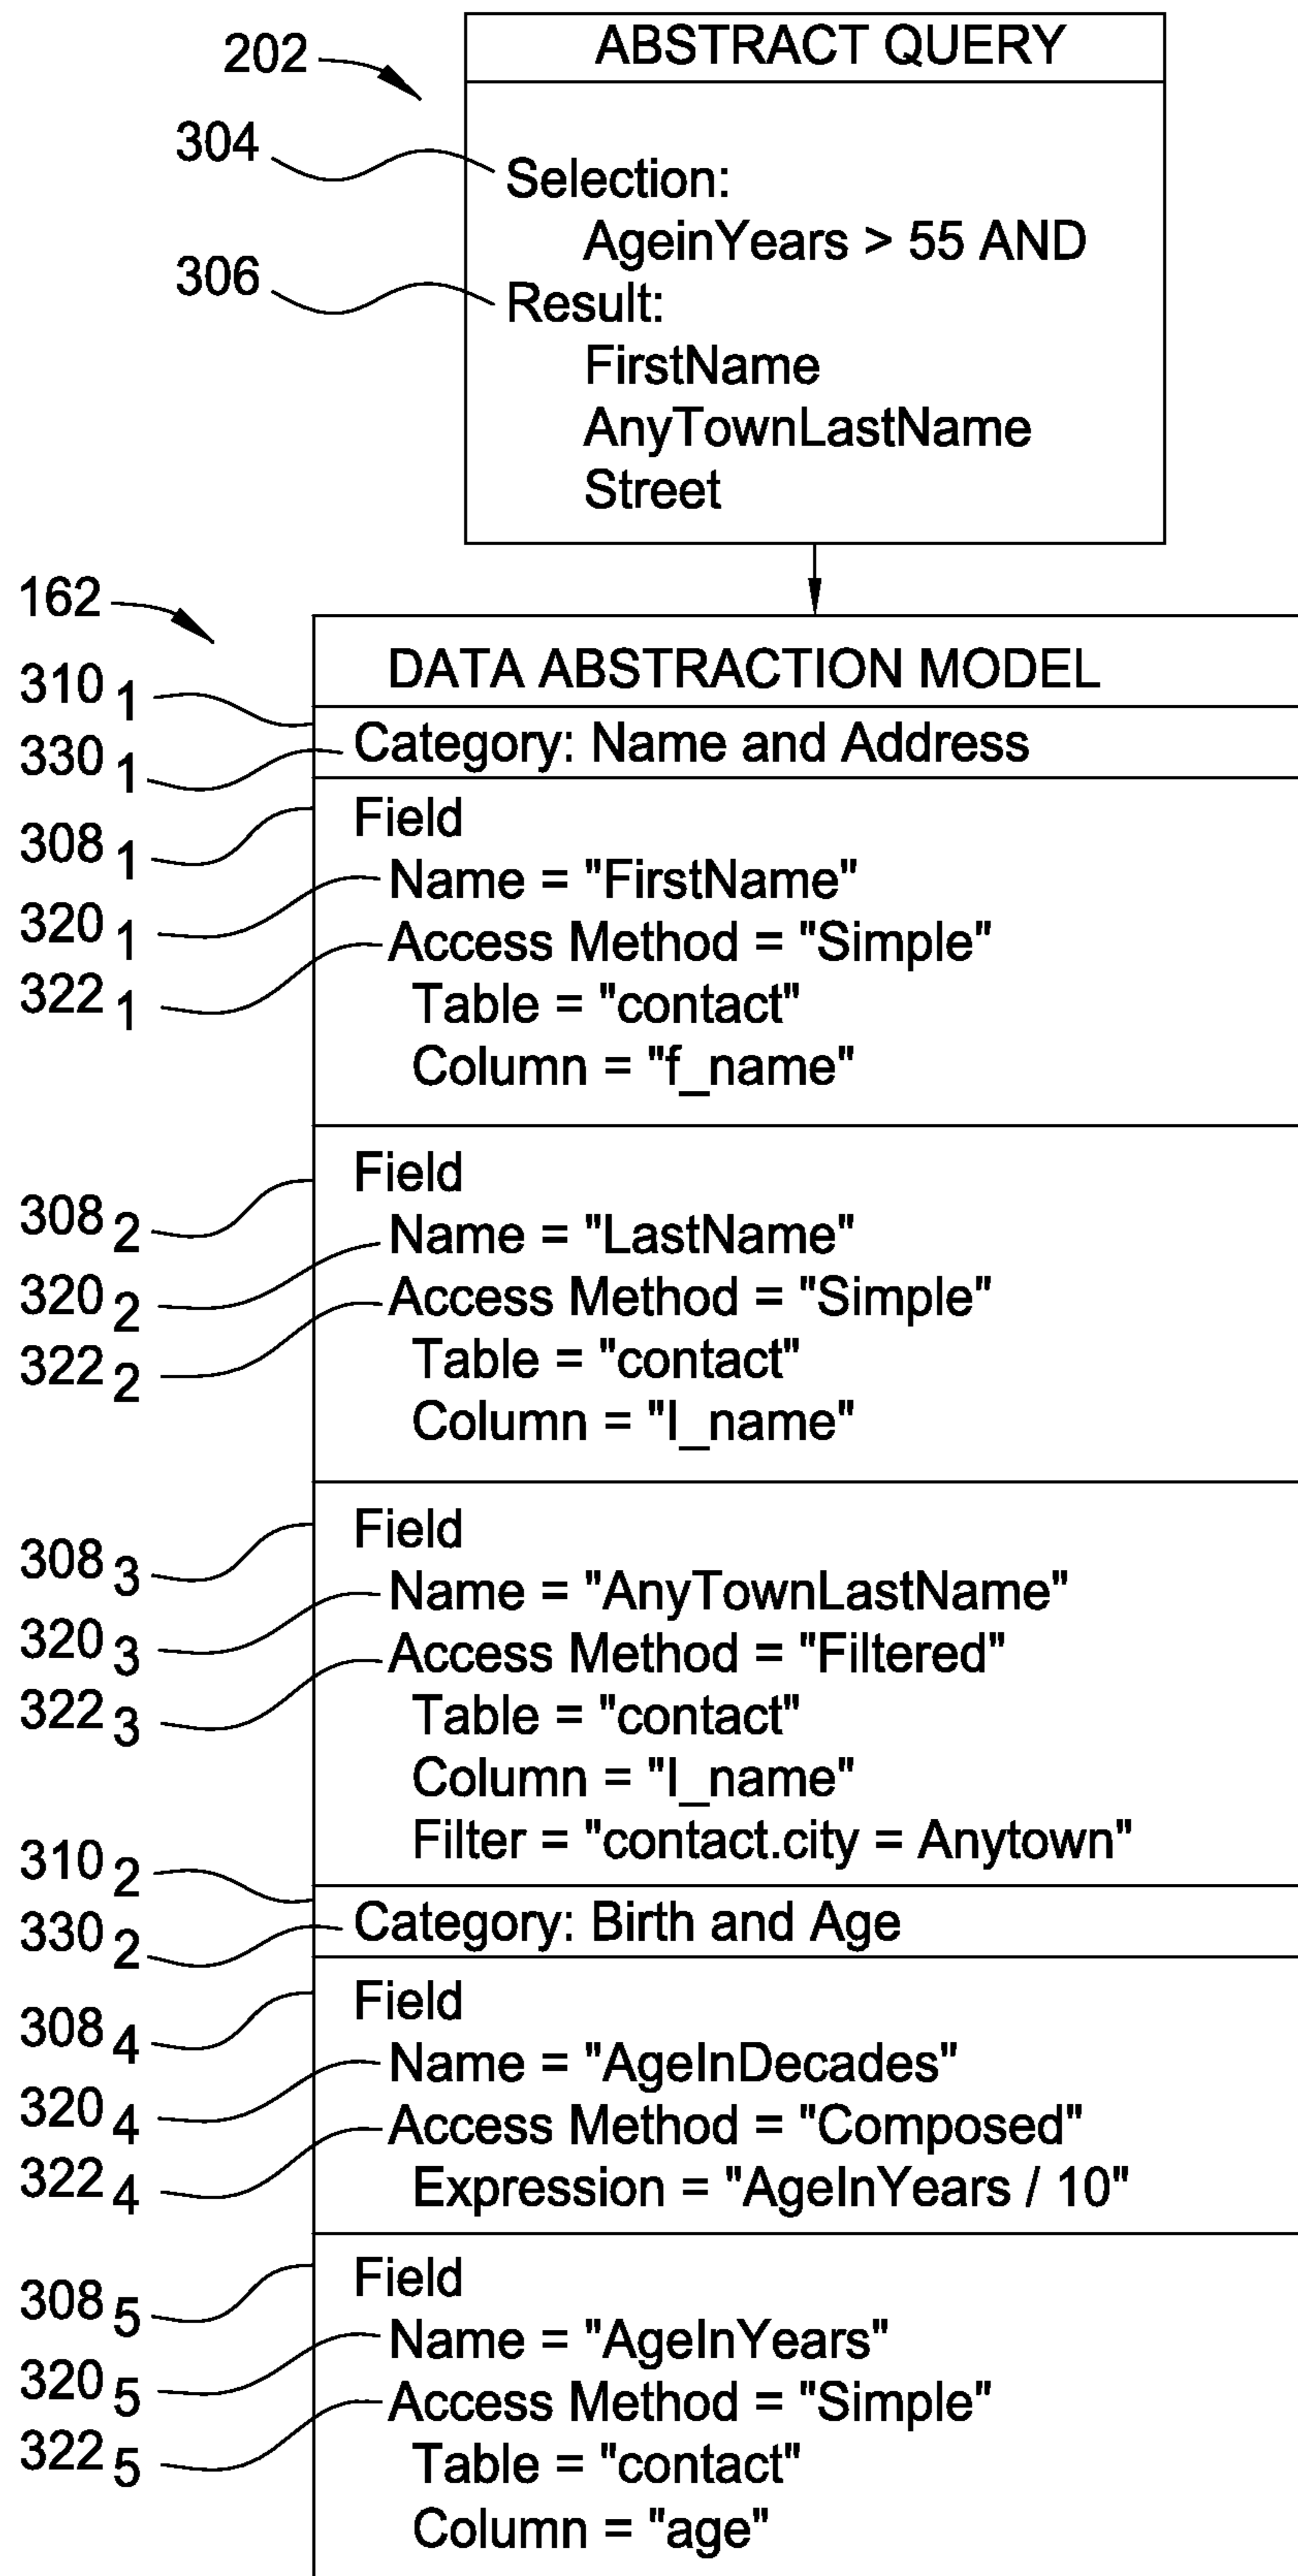 202
ABSTRACT QUERY
304
Selection:
AgeinYears > 55 AND
306
Result:
FirstName
AnyTownLastName
Street
162
DATA ABSTRACTION MODEL
310 1
330 1
Category: Name and Address
308 1
Field
320 1
Name = "FirstName"
322 1
Access Method = "Simple"
Table = "contact"
Column = "f_name"
308 2
Field
320 2
Name = "LastName"
322 2
Access Method = "Simple"
Table = "contact"
Column = "l_name"
308 3
Field
320 3
Name = "AnyTownLastName"
322 3
Access Method = "Filtered"
Table = "contact"
Column = "l_name"
Filter = "contact.city = Anytown"
310 2
330 2
Category: Birth and Age
308 4
Field
320 4
Name = "AgeInDecades"
322 4
Access Method = "Composed"
Expression = "AgeInYears / 10"
308 5
Field
320 5
Name = "AgeInYears"
322 5
Access Method = "Simple"
Table = "contact"
Column = "age"